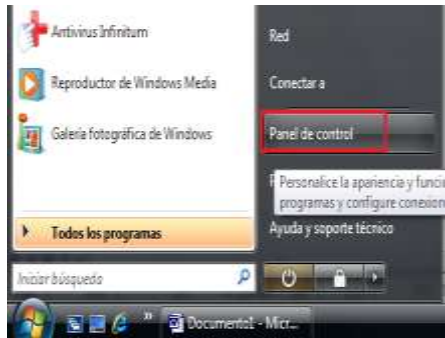 Antivirus Infinitum
Reproductor de Windows Media
Galería fotográfica de Windows
Todos los programas
Iniciar búsqueda
Red
Conectar a
Panel de control
Personalice la apariencia y funcio
programas y configure conexion
Ayuda y soporte técnico
Documento1 - Micr...